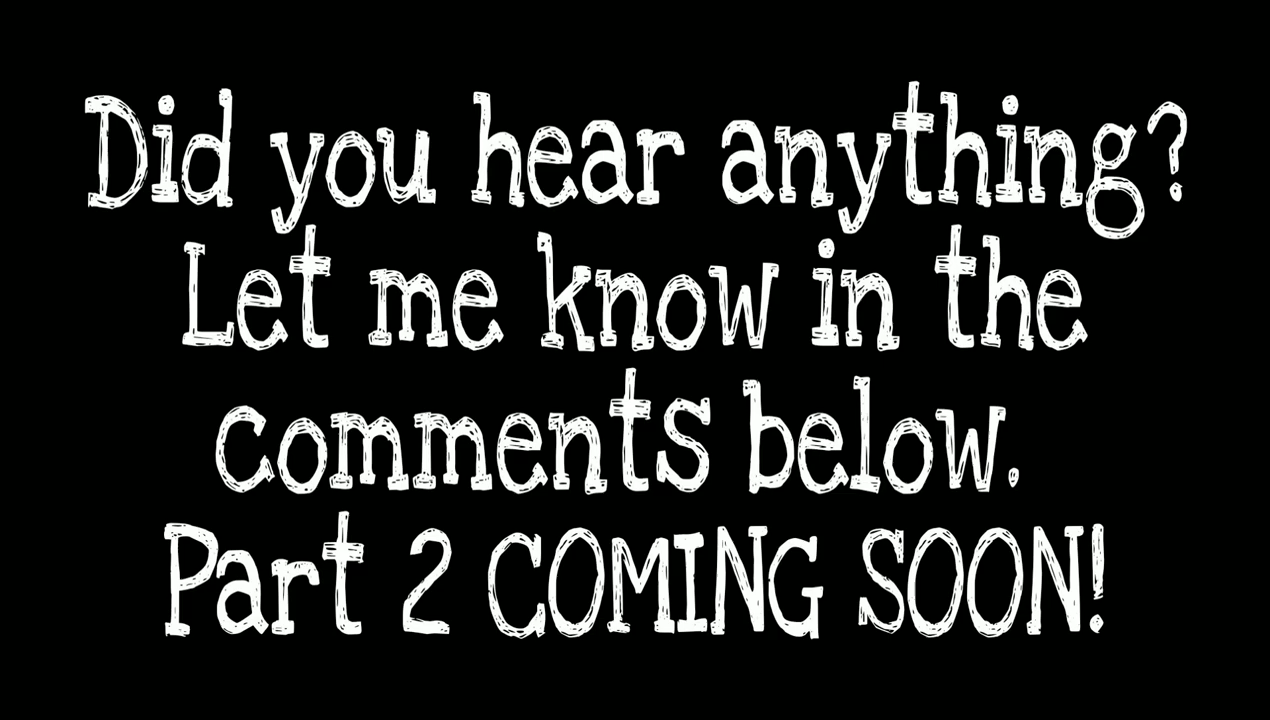 Did you hear anything?
Let me know in the
comments below.
Part 2 COMING SOON!